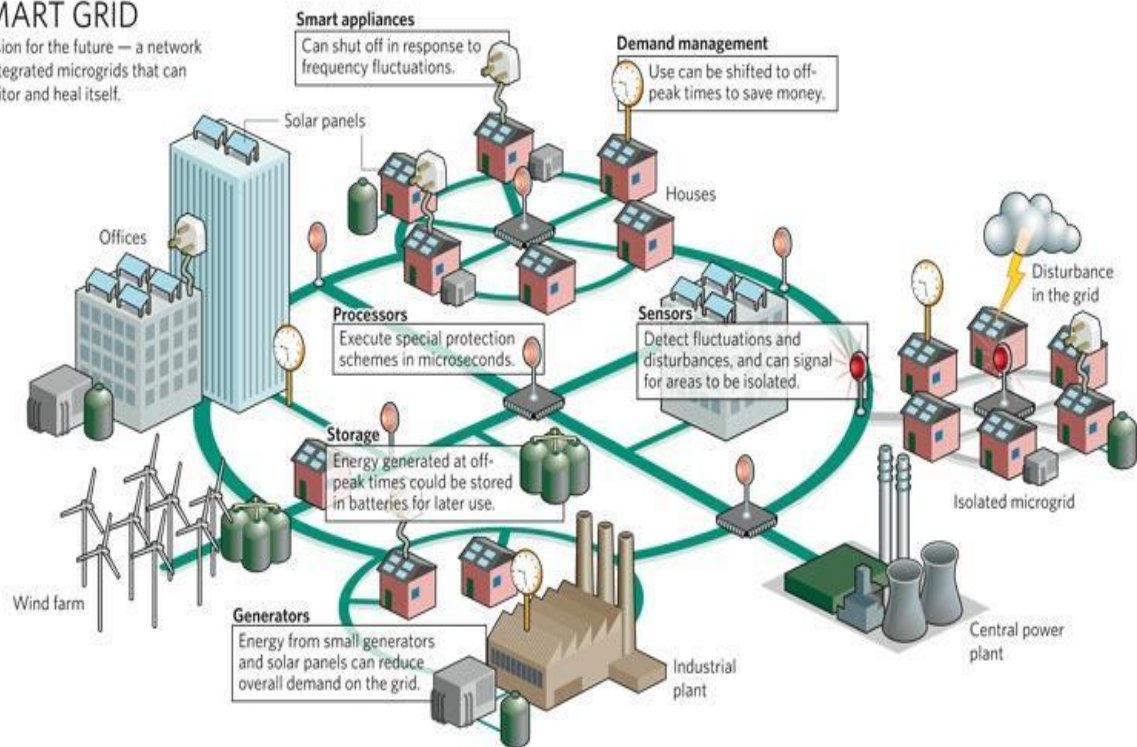 MART GRID
sion for the future — a network
tegrated microgrids that can
itor and heal itself.
Smart appliances
Can shut off in response to
frequency fluctuations.
Demand management
Use can be shifted to off-
peak times to save money.
Solar panels
Houses
Offices
Disturbance
in the grid
Processors
Execute special protection
schemes in microseconds.
Sensors
Detect fluctuations and
disturbances, and can signal
for areas to be isolated.
Storage
Energy generated at off-
peak times could be stored
in batteries for later use.
Isolated microgrid
Wind farm
Generators
Energy from small generators
and solar panels can reduce
overall demand on the grid.
Industrial
plant
Central power
plant